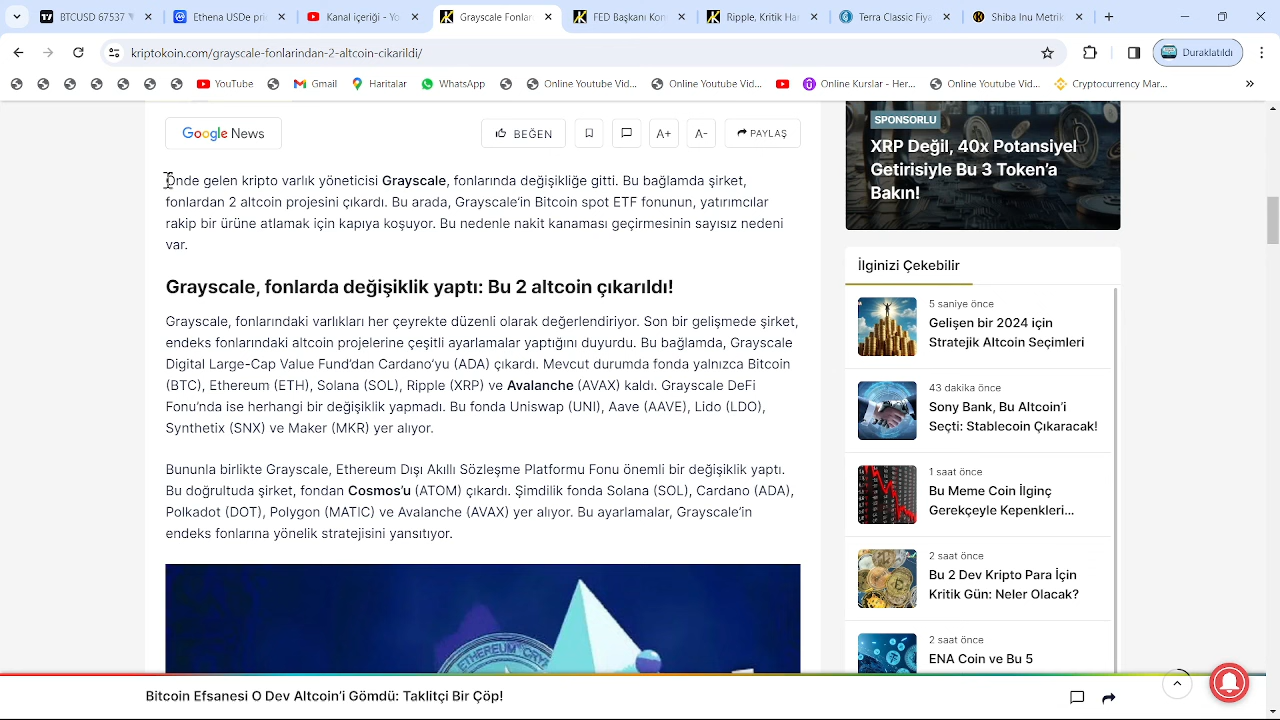 BTCUSD 67537
Ethena USDe pri
Kanal içeriği - Y
Grayscale Fonlar
FED Başkanı Kon
Ripple, Kritik Ha
Terra Classic Fiye
Shiba Inu Metrik
kriptokoin.com/grayscale-fonlarindan-2-altcoin-cikarildi/
Duraklatıldı
YouTube
Gmail
Haritalar
WhatsApp
Online Youtube Vid...
Online Youtube Vid...
Online Kurslar - Her...
Online Youtube Vid...
Cryptocurrency Mar...
Google News
BEĞEN
A+
A-
PAYLAŞ
Önde gelen kripto varlık yöneticisi Grayscale, fonlarında değişikliğe gitti. Bu bağlamda şirket,
fonlardan 2 altcoin projesini çıkardı. Bu arada, Grayscale’in Bitcoin spot ETF fonunun, yatırımcılar
rakip bir ürüne atlamak için kapıya koşuyor. Bu nedenle nakit kanaması geçirmesinin sayısız nedeni
var.
Grayscale, fonlarda değişiklik yaptı: Bu 2 altcoin çıkarıldı!
Grayscale, fonlarındaki varlıkları her çeyrekte düzenli olarak değerlendiriyor. Son bir gelişmede şirket,
endeks fonlarındaki altcoin projelerine çeşitli ayarlamalar yaptığını duyurdu. Bu bağlamda, Grayscale
Digital Large-Cap Value Fund’dan Cardano’yu (ADA) çıkardı. Mevcut durumda fonda yalnızca Bitcoin
(BTC), Ethereum (ETH), Solana (SOL), Ripple (XRP) ve Avalanche (AVAX) kaldı. Grayscale DeFi
Fonu’nda ise herhangi bir değişiklik yapmadı. Bu fonda Uniswap (UNI), Aave (AAVE), Lido (LDO),
Synthetix (SNX) ve Maker (MKR) yer alıyor.
Bununla birlikte Grayscale, Ethereum Dışı Akıllı Sözleşme Platformu Fonu önemli bir değişiklik yaptı.
Bu doğrultuda şirket, fondan Cosmos’u (ATOM) çıkardı. Şimdilik fonda Solana (SOL), Cardano (ADA),
Polkadot (DOT), Polygon (MATIC) ve Avalanche (AVAX) yer alıyor. Bu ayarlamalar, Grayscale’in
endeks fonlarına yönelik stratejisini yansıtıyor.
SPONSORLU
XRP Değil, 40x Potansiyel
Getirisiyle Bu 3 Token’a
Bakın!
İlginizi Çekebilir
5 saniye önce
Gelişen bir 2024 için
Stratejik Altcoin Seçimleri
43 dakika önce
Sony Bank, Bu Altcoin’i
Seçti: Stablecoin Çıkaracak!
1 saat önce
Bu Meme Coin İlginç
Gerekçeyle Kepenkleri...
2 saat önce
Bu 2 Dev Kripto Para İçin
Kritik Gün: Neler Olacak?
2 saat önce
ENA Coin ve Bu 5
Bitcoin Efsanesi O Dev Altcoin’i Gömdü: Taklitçi Bir Çöp!